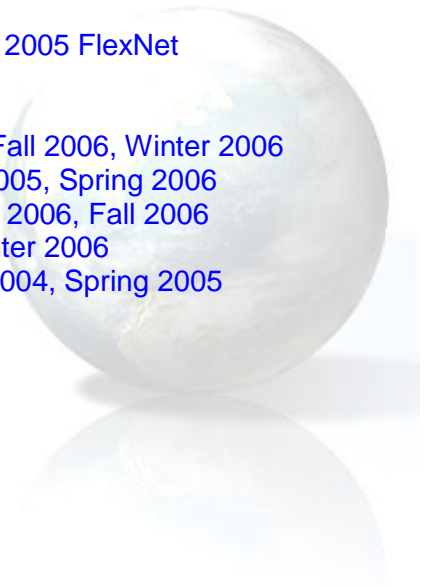 2005 FlexNet
Fall 2006, Winter 2006
005, Spring 2006
2006, Fall 2006
ter 2006
004, Spring 2005